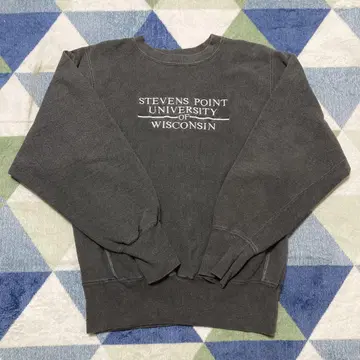 STEVENS POINT
UNIVERSITY
OF
WISCONSIN